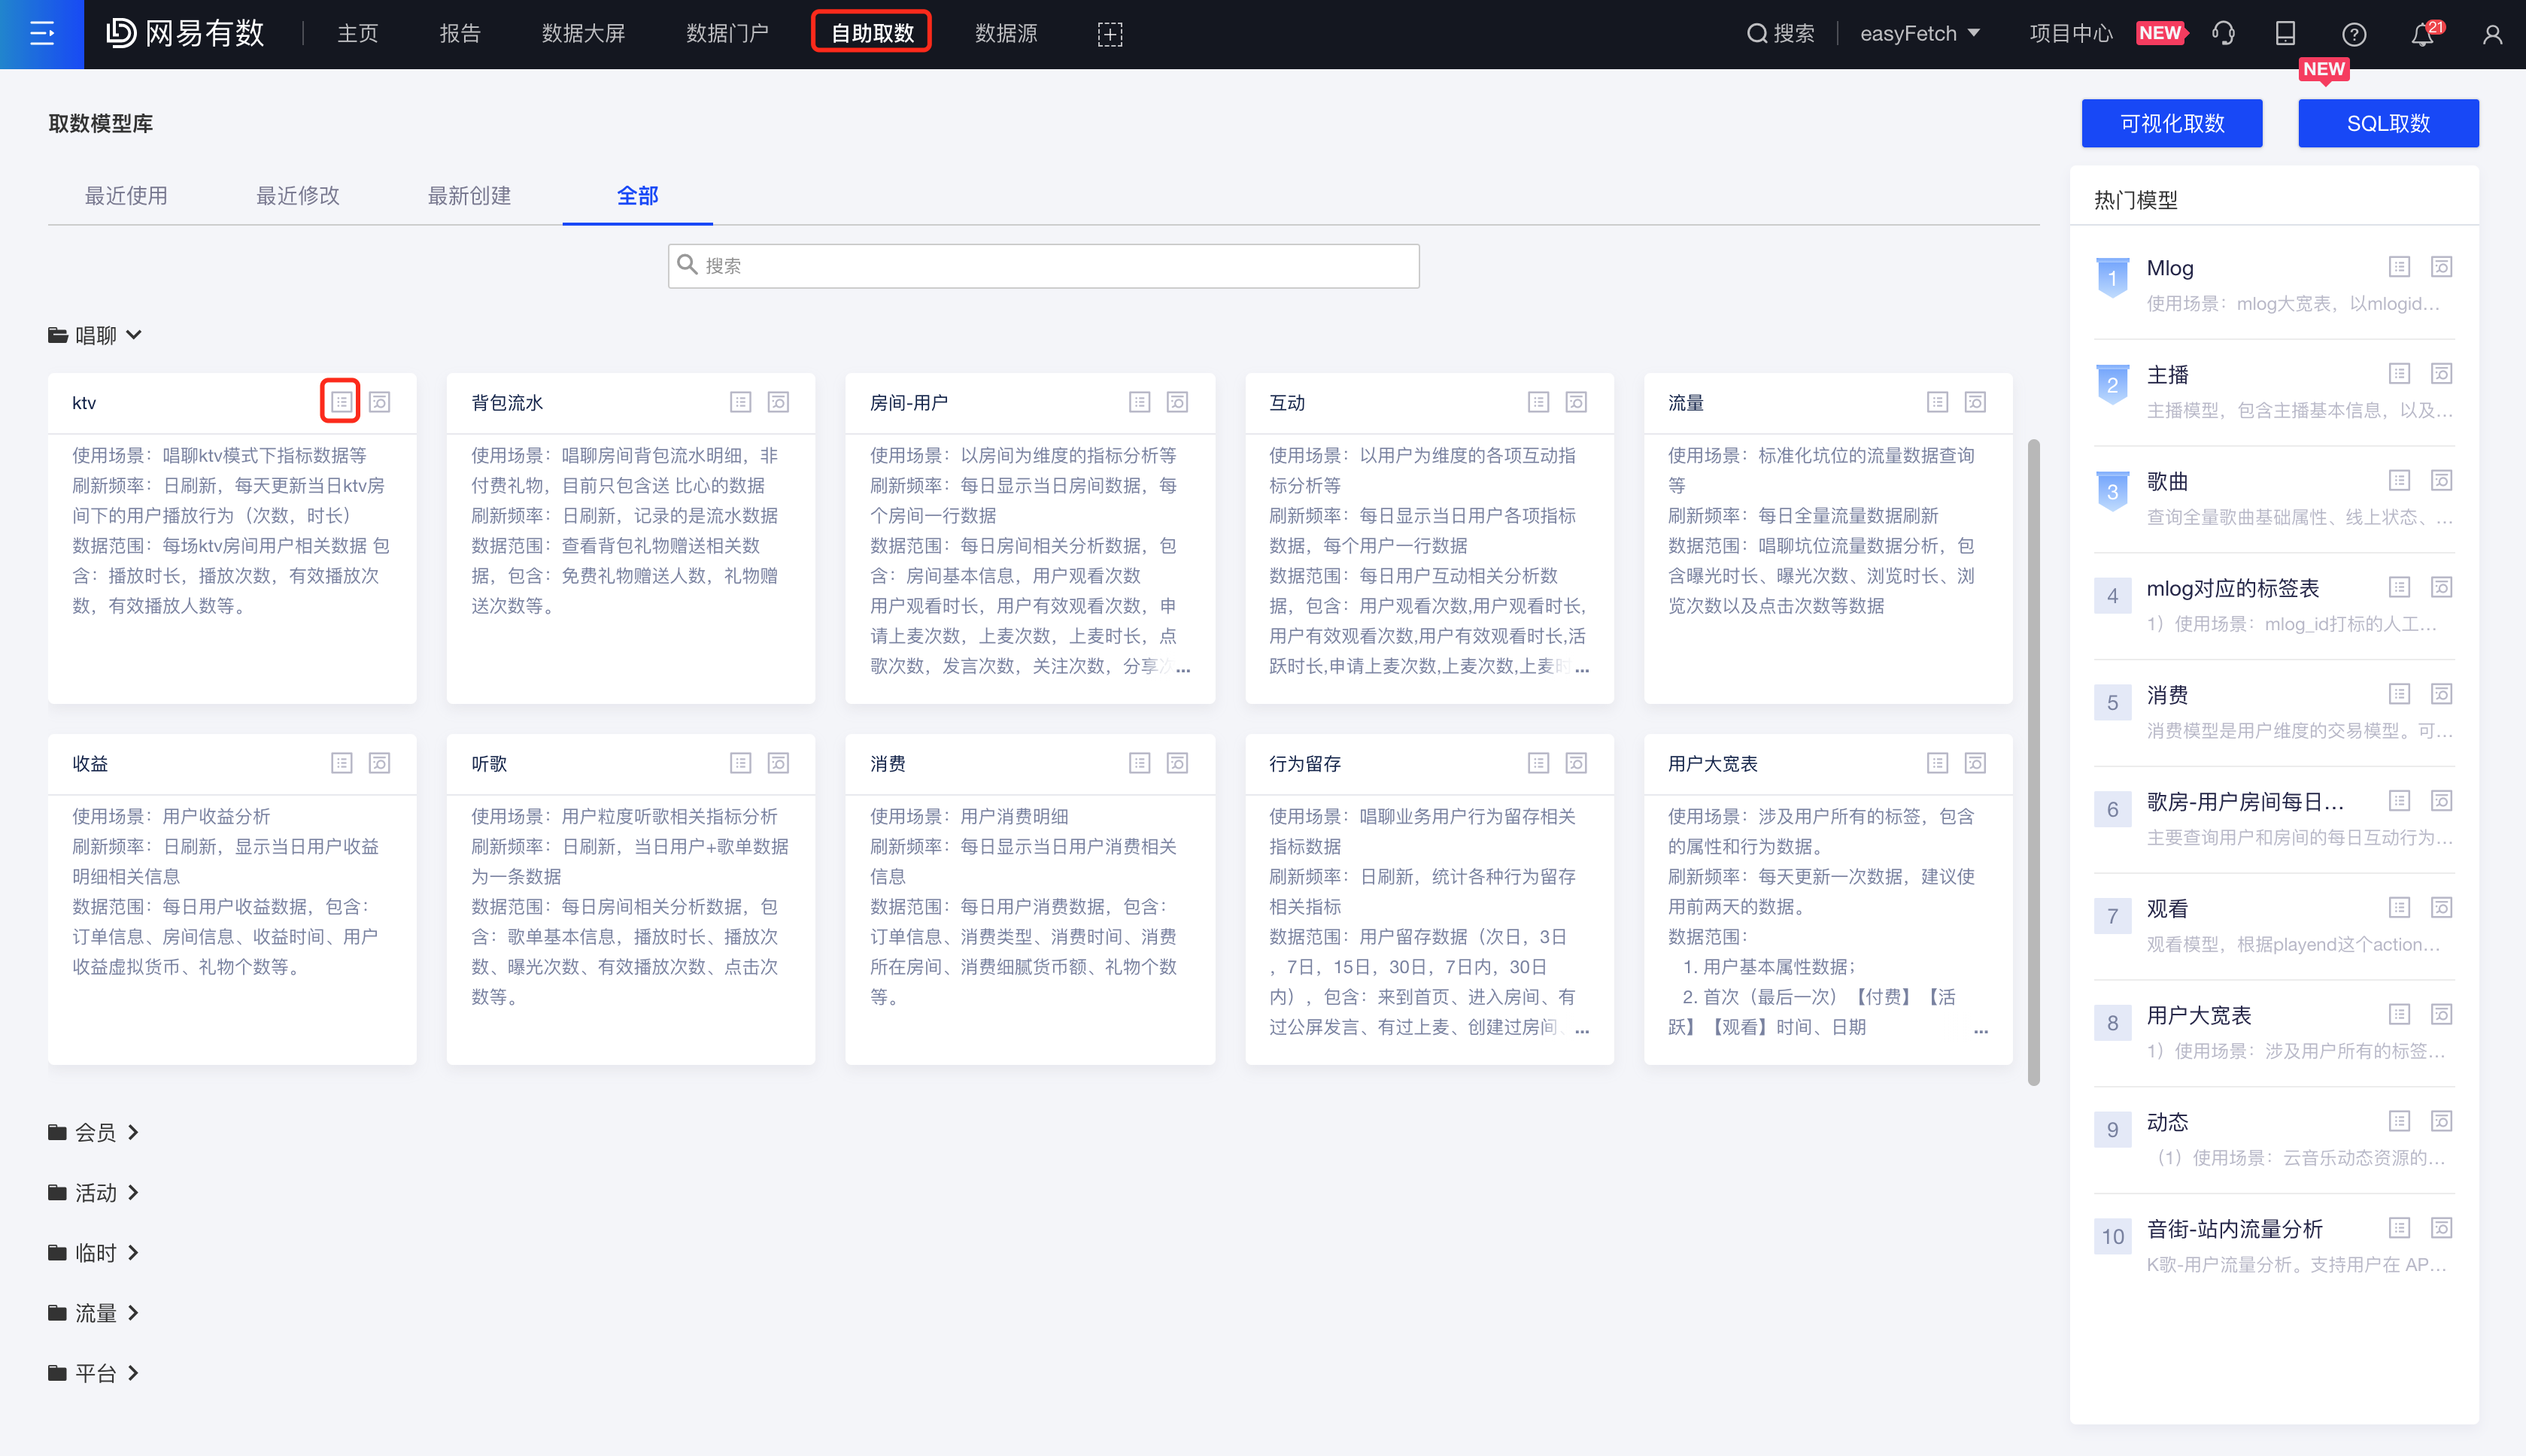 网易有数
主页
报告
数据大屏
数据门户
自助取数
数据源
搜索
easyFetch
项目中心
NEW
21
NEW
取数模型库
可视化取数
SQL取数
最近使用
最近修改
最新创建
全部
搜索
唱聊
ktv
使用场景：唱聊ktv模式下指标数据等
刷新频率：日刷新，每天更新当日ktv房
间下的用户播放行为（次数，时长）
数据范围：每场ktv房间用户相关数据 包
含：播放时长，播放次数，有效播放次
数，有效播放人数等。
背包流水
使用场景：唱聊房间背包流水明细，非
付费礼物，目前只包含送 比心的数据
刷新频率：日刷新，记录的是流水数据
数据范围：查看背包礼物赠送相关数
据，包含：免费礼物赠送人数，礼物赠
送次数等。
房间-用户
使用场景：以房间为维度的指标分析等
刷新频率：每日显示当日房间数据，每
个房间一行数据
数据范围：每日房间相关分析数据，包
含：房间基本信息，用户观看次数
用户观看时长，用户有效观看次数，申
请上麦次数，上麦次数，上麦时长，点
歌次数，发言次数，关注次数，分享次...
互动
使用场景：以用户为维度的各项互动指
标分析等
刷新频率：每日显示当日用户各项指标
数据，每个用户一行数据
数据范围：每日用户互动相关分析数
据，包含：用户观看次数,用户观看时长,
用户有效观看次数,用户有效观看时长,活
跃时长,申请上麦次数,上麦次数,上麦时...
流量
使用场景：标准化坑位的流量数据查询
等
刷新频率：每日全量流量数据刷新
数据范围：唱聊坑位流量数据分析，包
含曝光时长、曝光次数、浏览时长、浏
览次数以及点击次数等数据
收益
使用场景：用户收益分析
刷新频率：日刷新，显示当日用户收益
明细相关信息
数据范围：每日用户收益数据，包含：
订单信息、房间信息、收益时间、用户
收益虚拟货币、礼物个数等。
听歌
使用场景：用户粒度听歌相关指标分析
刷新频率：日刷新，当日用户+歌单数据
为一条数据
数据范围：每日房间相关分析数据，包
含：歌单基本信息，播放时长、播放次
数、曝光次数、有效播放次数、点击次
数等。
消费
使用场景：用户消费明细
刷新频率：每日显示当日用户消费相关
信息
数据范围：每日用户消费数据，包含：
订单信息、消费类型、消费时间、消费
所在房间、消费细腻货币额、礼物个数
等。
行为留存
使用场景：唱聊业务用户行为留存相关
指标数据
刷新频率：日刷新，统计各种行为留存
相关指标
数据范围：用户留存数据（次日，3日
，7日，15日，30日，7日内，30日
内），包含：来到首页、进入房间、有
过公屏发言、有过上麦、创建过房间、...
用户大宽表
使用场景：涉及用户所有的标签，包含
的属性和行为数据。
刷新频率：每天更新一次数据，建议使
用前两天的数据。
数据范围：
1. 用户基本属性数据；
2. 首次（最后一次）【付费】【活
跃】【观看】时间、日期 ...
会员
活动
临时
流量
平台
热门模型
1
Mlog
使用场景：mlog大宽表，以mlogid...
2
主播
主播模型，包含主播基本信息，以及...
3
歌曲
查询全量歌曲基础属性、线上状态、...
4
mlog对应的标签表
1）使用场景：mlog_id打标的人工...
5
消费
消费模型是用户维度的交易模型。可...
6
歌房-用户房间每日...
主要查询用户和房间的每日互动行为...
7
观看
观看模型，根据playend这个action...
8
用户大宽表
1）使用场景：涉及用户所有的标签...
9
动态
（1）使用场景：云音乐动态资源的...
10
音街-站内流量分析
K歌-用户流量分析。支持用户在 AP...